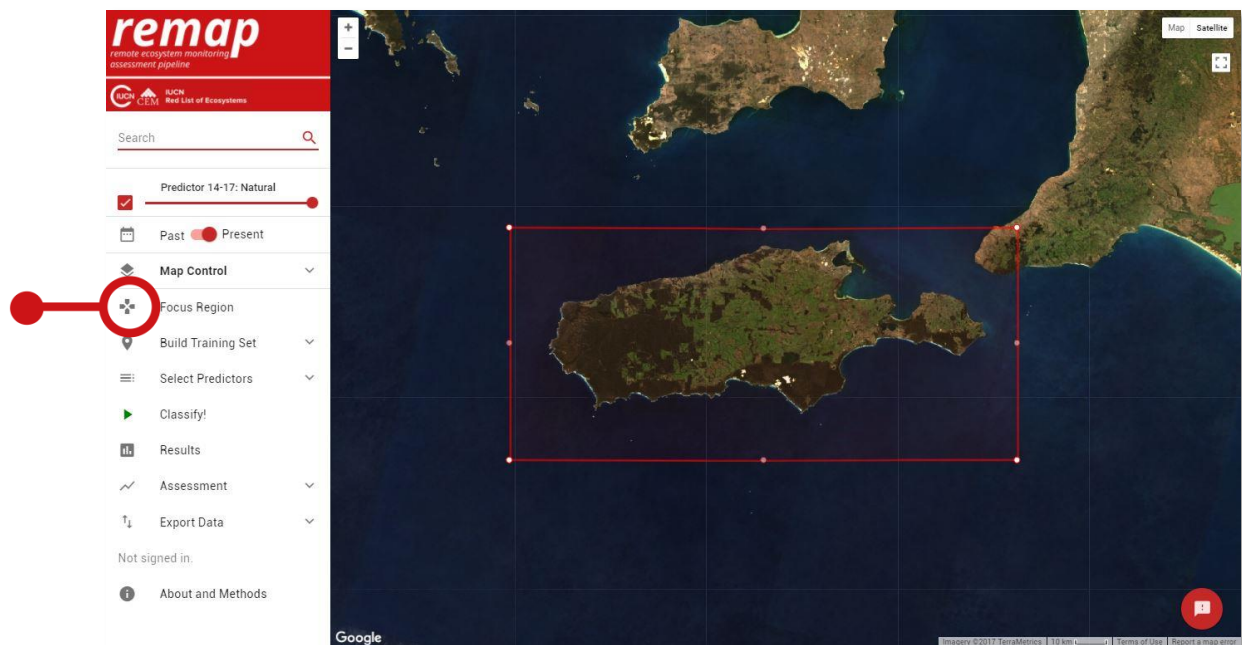 remap
remote ecosystem monitoring
assessment pipeline
IUCN
CEM
IUCN
Red List of Ecosystems
Search
Predictor 14-17: Natural
Past
Present
Map Control
Focus Region
Build Training Set
Select Predictors
Classify!
Results
Assessment
Export Data
Not signed in.
About and Methods
+
−
Map Satellite
Google
Imagery ©2017 TerraMetrics 10 km Terms of Use Report a map error